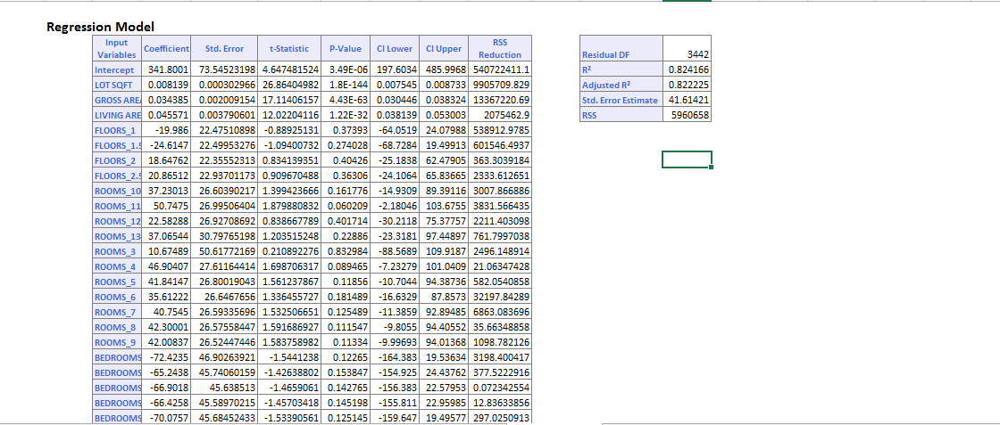 Regression Model
Input Variables Coefficient Std. Error t-Statistic P-Value CI Lower CI Upper RSS Reduction
Intercept 341.8001 73.54523198 4.647481524 3.49E-06 197.6034 485.9968 540722411.1
LOT SQFT 0.008139 0.000302966 26.86404982 1.8E-144 0.007545 0.008733 9905709.829
GROSS AREA 0.034385 0.002009154 17.11406157 4.43E-63 0.030446 0.038324 13367220.69
LIVING ARE 0.045571 0.003790601 12.02204116 1.22E-32 0.038139 0.053003 2075462.9
FLOORS_1 -19.986 22.47510898 -0.88925131 0.37393 -64.0519 24.07988 538912.9785
FLOORS_1.5 -24.6147 22.49953276 -1.09400732 0.274028 -68.7284 19.49913 601546.4937
FLOORS_2 18.64762 22.35552313 0.834139351 0.40426 -25.1838 62.47905 363.3039184
FLOORS_2.5 20.86512 22.93701173 0.909670488 0.36306 -24.1064 65.83665 2333.612651
ROOMS_10 37.23013 26.60390217 1.399423666 0.161776 -14.9309 89.39116 3007.866886
ROOMS_11 50.7475 26.99506404 1.879880832 0.060209 -2.18046 103.6755 3831.566435
ROOMS_12 22.58288 26.92708692 0.838667789 0.401714 -30.2118 75.37757 2211.403098
ROOMS_13 37.06544 30.79765198 1.203515248 0.22886 -23.3181 97.44897 761.7997038
ROOMS_3 10.67489 50.61772169 0.210892276 0.832984 -88.5689 109.9187 2496.148914
ROOMS_4 46.90407 27.61164414 1.698706317 0.089465 -7.23279 101.0409 21.06347428
ROOMS_5 41.84147 26.80019043 1.561237867 0.11856 -10.7044 94.38736 582.0540858
ROOMS_6 35.61222 26.6467656 1.336455727 0.181489 -16.6329 87.8573 32197.84289
ROOMS_7 40.7545 26.59335696 1.532506651 0.125489 -11.3859 92.89485 6863.083696
ROOMS_8 42.30001 26.57558447 1.591686927 0.111547 -9.8055 94.40552 35.66348858
ROOMS_9 42.00837 26.52447446 1.583758982 0.11334 -9.99693 94.01368 1098.782126
BEDROOMS -72.4235 46.90263921 -1.5441238 0.12265 -164.383 19.53634 3198.400417
BEDROOMS -65.2438 45.74060159 -1.42638802 0.153847 -154.925 24.43762 377.5222916
BEDROOMS -66.9018 45.638513 -1.4659061 0.142765 -156.383 22.57953 0.072342554
BEDROOMS -66.4258 45.58970215 -1.45703418 0.145198 -155.811 22.95985 12.83633856
BEDROOMS -70.0757 45.68452433 -1.53390561 0.125145 -159.647 19.49577 297.0250913
Residual DF 3442
R² 0.824166
Adjusted R² 0.822225
Std. Error Estimate 41.61421
RSS 5960658